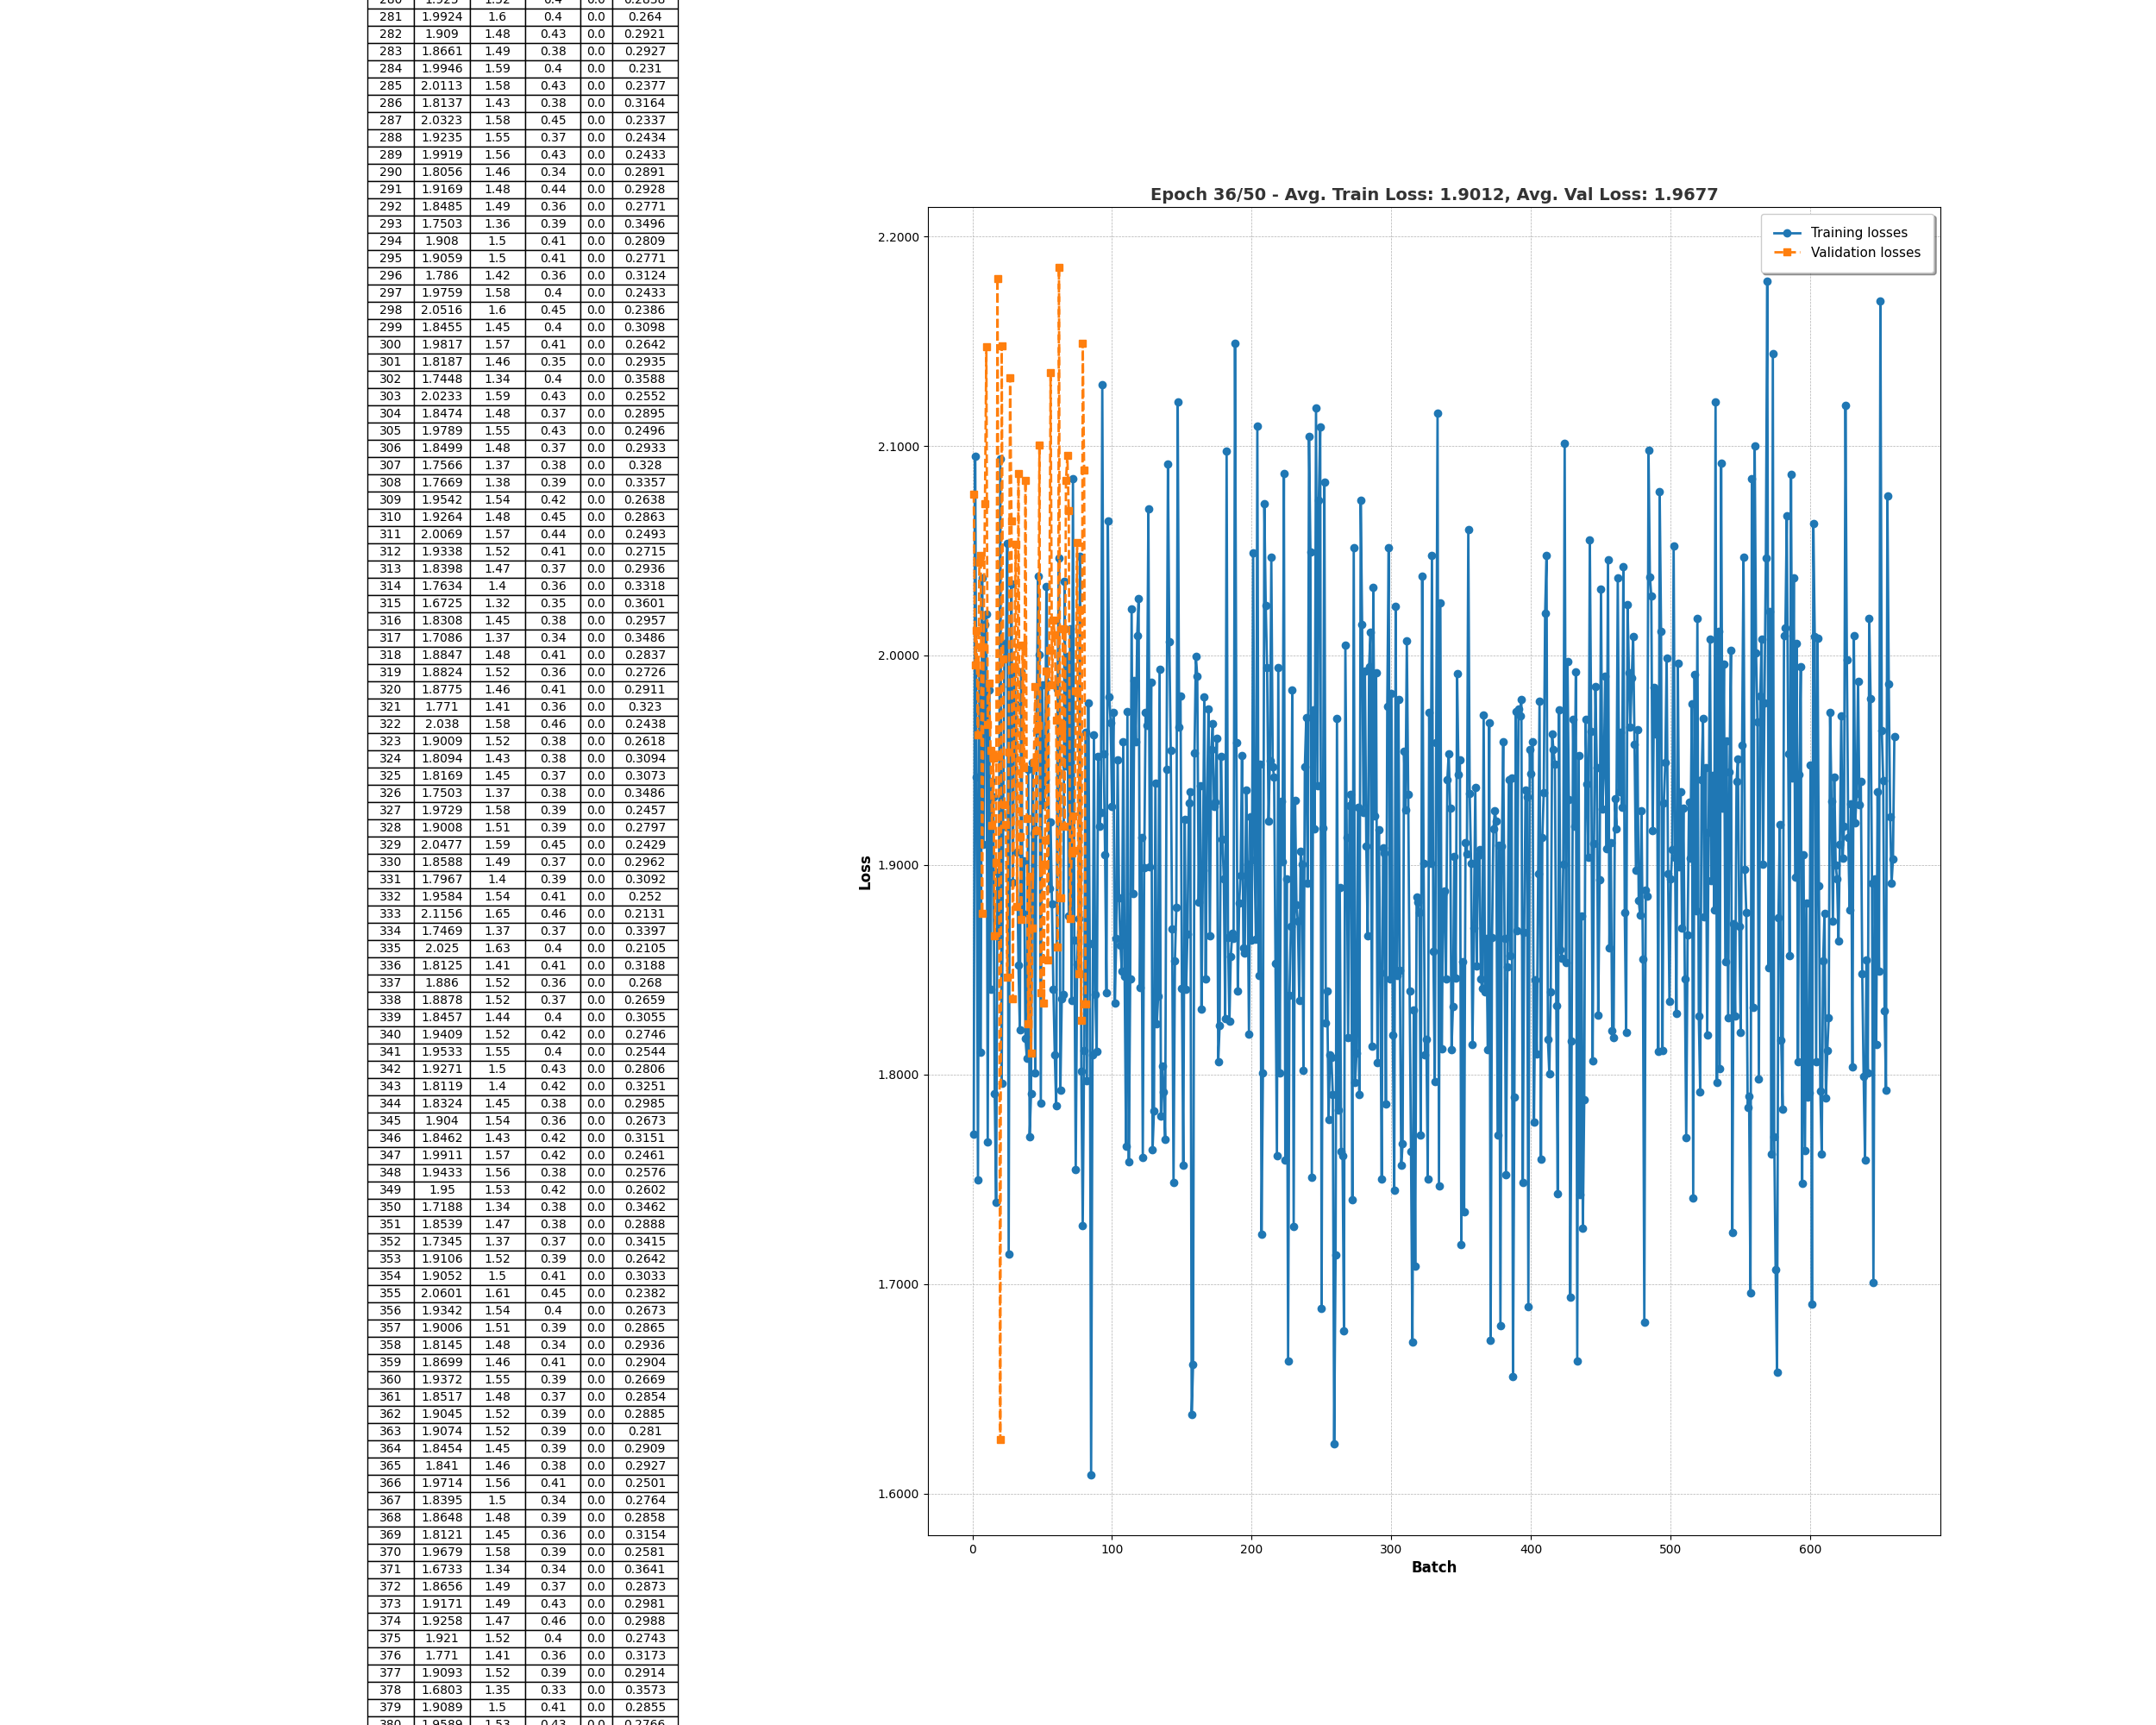 281 1.9924 1.6 0.4 0.0 0.264
282 1.909 1.48 0.43 0.0 0.2921
283 1.8661 1.49 0.38 0.0 0.2927
284 1.9946 1.59 0.4 0.0 0.231
285 2.0113 1.58 0.43 0.0 0.2377
286 1.8137 1.43 0.38 0.0 0.3164
287 2.0323 1.58 0.45 0.0 0.2337
288 1.9235 1.55 0.37 0.0 0.2434
289 1.9919 1.56 0.43 0.0 0.2433
290 1.8056 1.46 0.34 0.0 0.2891
291 1.9169 1.48 0.44 0.0 0.2928
292 1.8485 1.49 0.36 0.0 0.2771
293 1.7503 1.36 0.39 0.0 0.3496
294 1.908 1.5 0.41 0.0 0.2809
295 1.9059 1.5 0.41 0.0 0.2771
296 1.786 1.42 0.36 0.0 0.3124
297 1.9759 1.58 0.4 0.0 0.2433
298 2.0516 1.6 0.45 0.0 0.2386
299 1.8455 1.45 0.4 0.0 0.3098
300 1.9817 1.57 0.41 0.0 0.2642
301 1.8187 1.46 0.35 0.0 0.2935
302 1.7448 1.34 0.4 0.0 0.3588
303 2.0233 1.59 0.43 0.0 0.2552
304 1.8474 1.48 0.37 0.0 0.2895
305 1.9789 1.55 0.43 0.0 0.2496
306 1.8499 1.48 0.37 0.0 0.2933
307 1.7566 1.37 0.38 0.0 0.328
308 1.7669 1.38 0.39 0.0 0.3357
309 1.9542 1.54 0.42 0.0 0.2638
310 1.9264 1.48 0.45 0.0 0.2863
311 2.0069 1.57 0.44 0.0 0.2493
312 1.9338 1.52 0.41 0.0 0.2715
313 1.8398 1.47 0.37 0.0 0.2936
314 1.7634 1.4 0.36 0.0 0.3318
315 1.6725 1.32 0.35 0.0 0.3601
316 1.8308 1.45 0.38 0.0 0.2957
317 1.7086 1.37 0.34 0.0 0.3486
318 1.8847 1.48 0.41 0.0 0.2837
319 1.8824 1.52 0.36 0.0 0.2726
320 1.8775 1.46 0.41 0.0 0.2911
321 1.771 1.41 0.36 0.0 0.323
322 2.038 1.58 0.46 0.0 0.2438
323 1.9009 1.52 0.38 0.0 0.2618
324 1.8094 1.43 0.38 0.0 0.3094
325 1.8169 1.45 0.37 0.0 0.3073
326 1.7503 1.37 0.38 0.0 0.3486
327 1.9729 1.58 0.39 0.0 0.2457
328 1.9008 1.51 0.39 0.0 0.2797
329 2.0477 1.59 0.45 0.0 0.2429
330 1.8588 1.49 0.37 0.0 0.2962
331 1.7967 1.4 0.39 0.0 0.3092
332 1.9584 1.54 0.41 0.0 0.252
333 2.1156 1.65 0.46 0.0 0.2131
334 1.7469 1.37 0.37 0.0 0.3397
335 2.025 1.63 0.4 0.0 0.2105
336 1.8125 1.41 0.41 0.0 0.3188
337 1.886 1.52 0.36 0.0 0.268
338 1.8878 1.52 0.37 0.0 0.2659
339 1.8457 1.44 0.4 0.0 0.3055
340 1.9409 1.52 0.42 0.0 0.2746
341 1.9533 1.55 0.4 0.0 0.2544
342 1.9271 1.5 0.43 0.0 0.2806
343 1.8119 1.4 0.42 0.0 0.3251
344 1.8324 1.45 0.38 0.0 0.2985
345 1.904 1.54 0.36 0.0 0.2673
346 1.8462 1.43 0.42 0.0 0.3151
347 1.9911 1.57 0.42 0.0 0.2461
348 1.9433 1.56 0.38 0.0 0.2576
349 1.95 1.53 0.42 0.0 0.2602
350 1.7188 1.34 0.38 0.0 0.3462
351 1.8539 1.47 0.38 0.0 0.2888
352 1.7345 1.37 0.37 0.0 0.3415
353 1.9106 1.52 0.39 0.0 0.2642
354 1.9052 1.5 0.41 0.0 0.3033
355 2.0601 1.61 0.45 0.0 0.2382
356 1.9342 1.54 0.4 0.0 0.2673
357 1.9006 1.51 0.39 0.0 0.2865
358 1.8145 1.48 0.34 0.0 0.2936
359 1.8699 1.46 0.41 0.0 0.2904
360 1.9372 1.55 0.39 0.0 0.2669
361 1.8517 1.48 0.37 0.0 0.2854
362 1.9045 1.52 0.39 0.0 0.2885
363 1.9074 1.52 0.39 0.0 0.281
364 1.8454 1.45 0.39 0.0 0.2909
365 1.841 1.46 0.38 0.0 0.2927
366 1.9714 1.56 0.41 0.0 0.2501
367 1.8395 1.5 0.34 0.0 0.2764
368 1.8648 1.48 0.39 0.0 0.2858
369 1.8121 1.45 0.36 0.0 0.3154
370 1.9679 1.58 0.39 0.0 0.2581
371 1.6733 1.34 0.34 0.0 0.3641
372 1.8656 1.49 0.37 0.0 0.2873
373 1.9171 1.49 0.43 0.0 0.2981
374 1.9258 1.47 0.46 0.0 0.2988
375 1.921 1.52 0.4 0.0 0.2743
376 1.771 1.41 0.36 0.0 0.3173
377 1.9093 1.52 0.39 0.0 0.2914
378 1.6803 1.35 0.33 0.0 0.3573
379 1.9089 1.5 0.41 0.0 0.2855
380 1.9589 1.53 0.43 0.0 0.2766
Epoch 36/50 - Avg. Train Loss: 1.9012, Avg. Val Loss: 1.9677
Training losses
Validation losses
2.2000
2.1000
2.0000
1.9000
1.8000
1.7000
1.6000
Loss
0 100 200 300 400 500 600
Batch